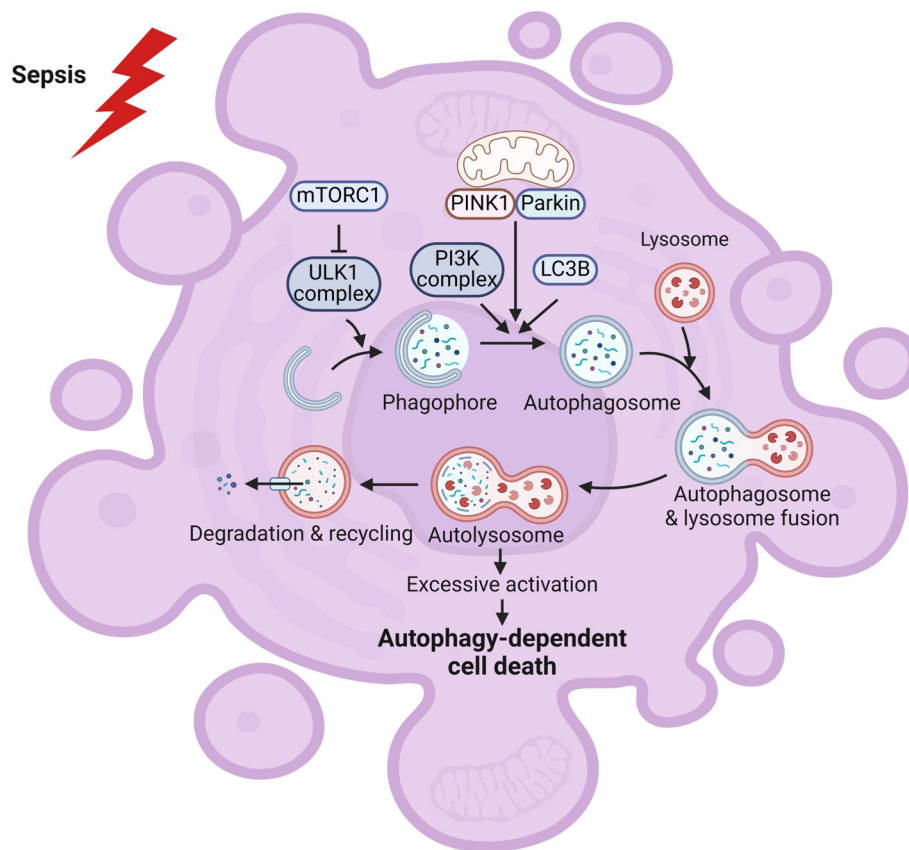 Sepsis
mTORC1
PINK1
Parkin
ULK1
complex
PI3K
complex
LC3B
Lysosome
Phagophore
Autophagosome
Autophagosome
& lysosome fusion
Degradation & recycling
Autolysosome
Excessive activation
Autophagy-dependent
cell death